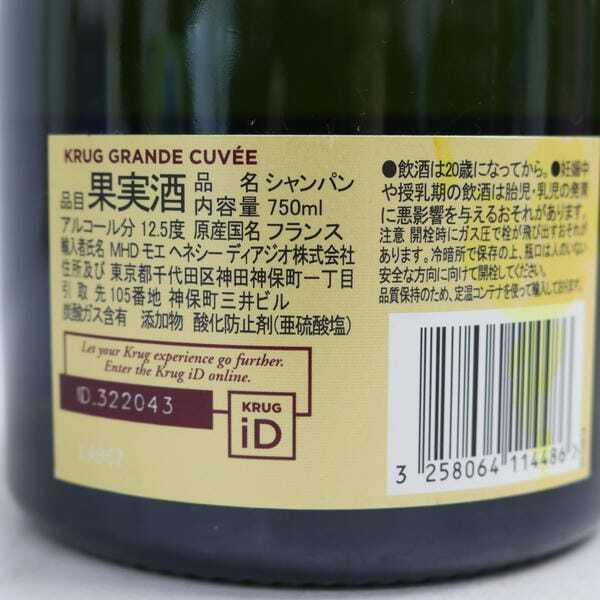 KRUG GRANDE CUVÉE
品目 果実酒 品名 シャンパン
内容量 750ml
アルコール分 12.5度 原産国名 フランス
輸入者氏名 MHD モエ ヘネシー ディアジオ株式会社
住所及び 東京都千代田区神田神保町一丁目
引取先 105番地 神保町三井ビル
炭酸ガス含有 添加物 酸化防止剤(亜硫酸塩)
Let your Krug experience go further.
Enter the Krug iD online.
iD_322043
KRUG
iD
●飲酒は20歳になってから。●妊娠中
や授乳期の飲酒は胎児・乳児の発育
に悪影響を与えるおそれがあります。
注意 開栓時にガス圧で栓が飛び出すおそれ
があります。冷暗所で保存の上、瓶口は人のいない
安全な方向に向けて開栓してください。
品質保持のため、定温コンテナを使って輸入しております。
3 258064 114486